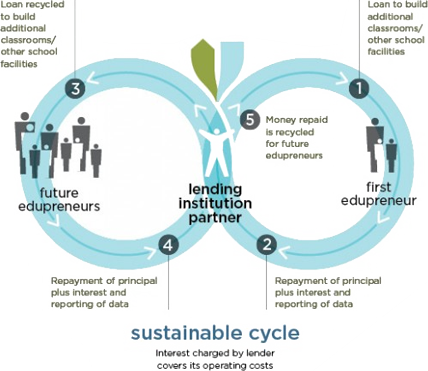 Loan recycled
to build
additional
classrooms/
other school
facilities
Loan to build
additional
classrooms/
other school
facilities
3
1
5
Money repaid
is recycled
for future
edupreneurs
future
edupreneurs
lending
institution
partner
first
edupreneur
4
2
Repayment of principal
plus interest and
reporting of data
Repayment of principal
plus interest and
reporting of data
sustainable cycle
Interest charged by lender
covers its operating costs